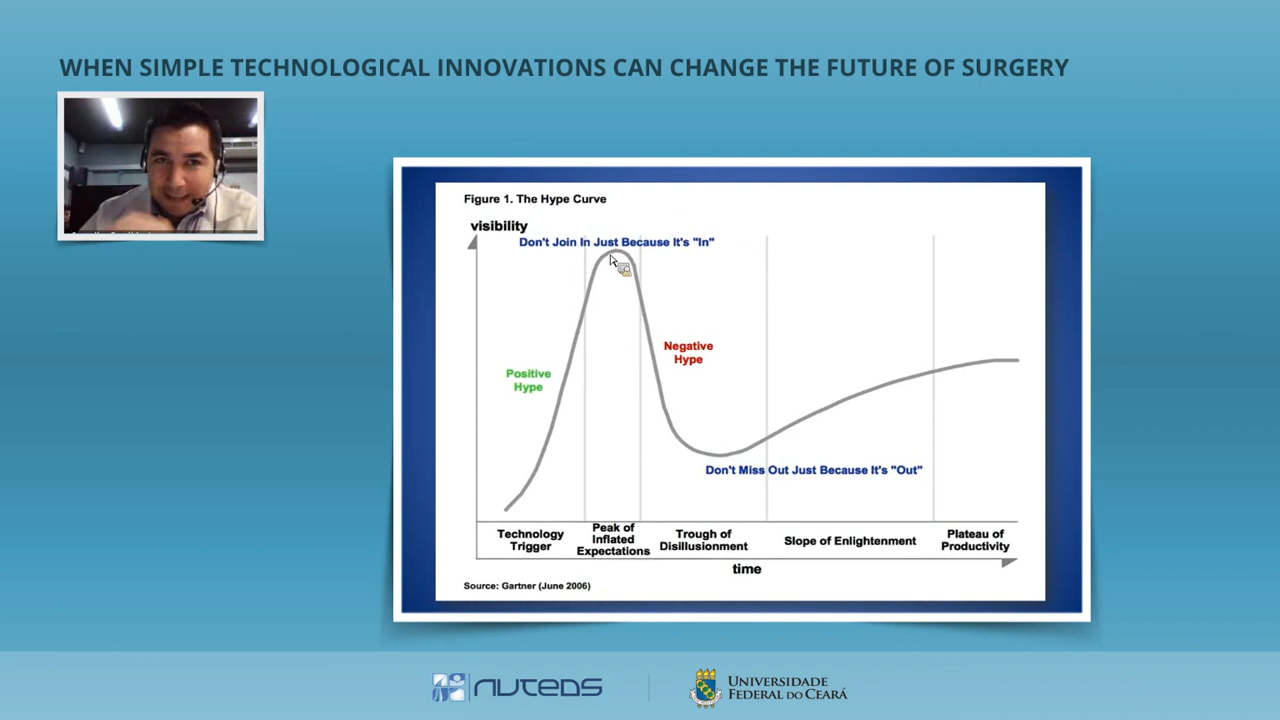 WHEN SIMPLE TECHNOLOGICAL INNOVATIONS CAN CHANGE THE FUTURE OF SURGERY
Figure 1. The Hype Curve
visibility
Don't Join In Just Because It's "In"
Negative
Hype
Positive
Hype
Don't Miss Out Just Because It's "Out"
Technology
Trigger
Peak of
Inflated
Expectations
Trough of
Disillusionment
Slope of Enlightenment
Plateau of
Productivity
time
Source: Gartner (June 2006)
NUTEDS
UNIVERSIDADE
FEDERAL DO CEARÁ